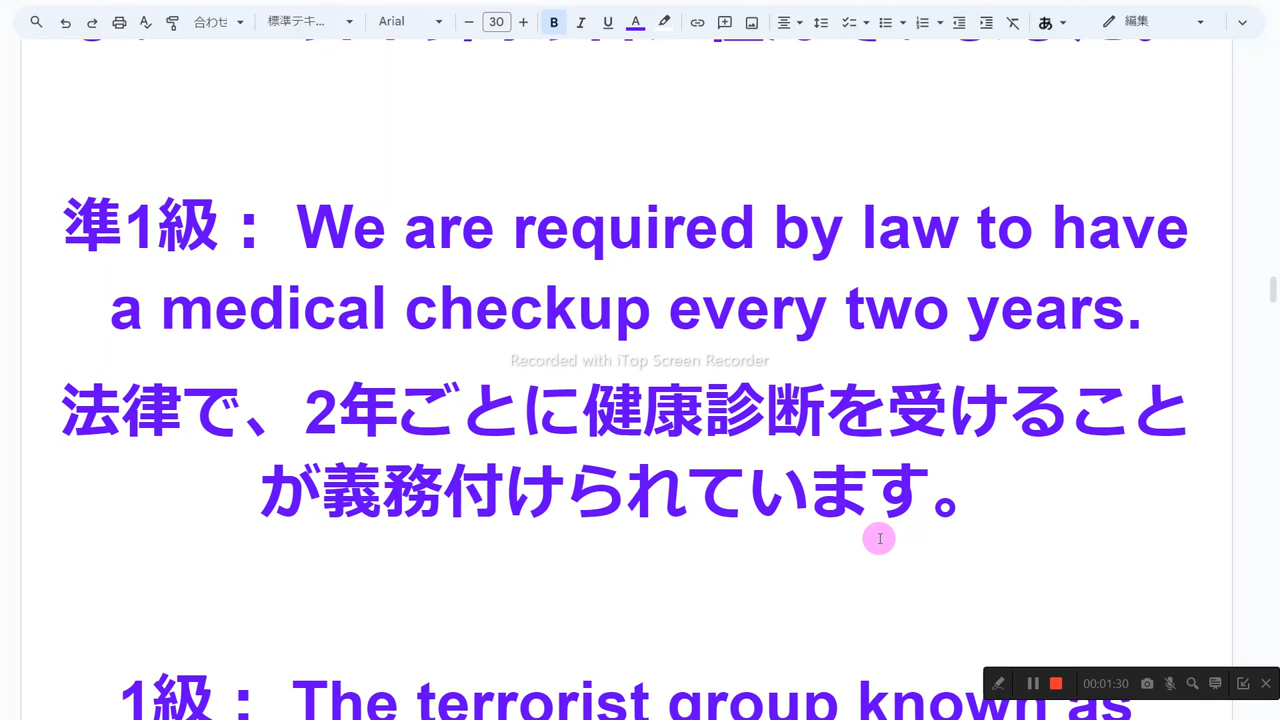 合わせ 標準テキ... Arial 30 B I U A あ 編集
準1級： We are required by law to have
a medical checkup every two years.
Recorded with iTop Screen Recorder
法律で、2年ごとに健康診断を受けること
が義務付けられています。
1級： The terrorist group known as
00:01:30